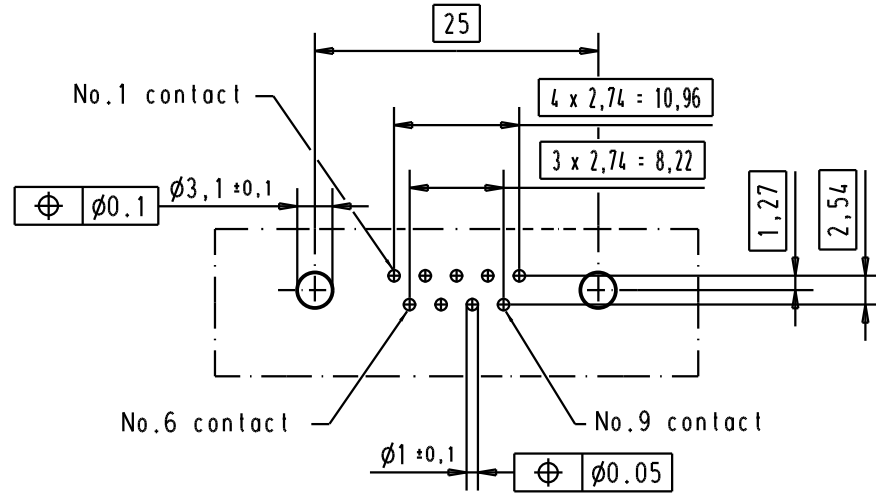 25
No.1 contact
4 x 2,74 = 10,96
3 x 2,74 = 8,22
⌖ ø0.1
ø3,1 ±0,1
1,27
2,54
No.6 contact
No.9 contact
ø1 ±0,1
⌖ ø0.05